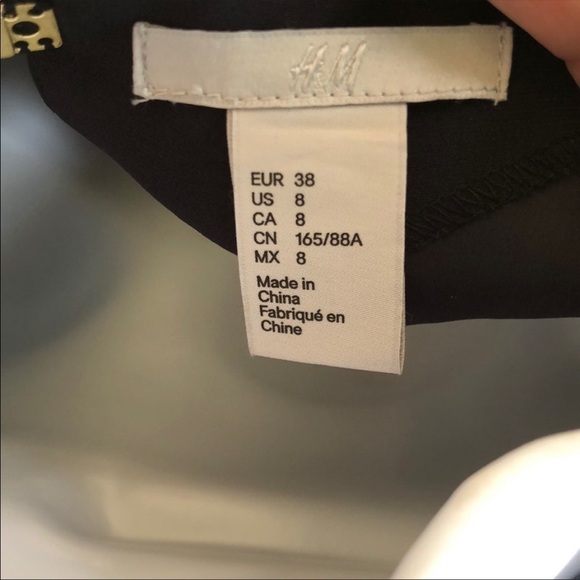 H&M
EUR 38
US 8
CA 8
CN 165/88A
MX 8
Made in
China
Fabriqué en
Chine